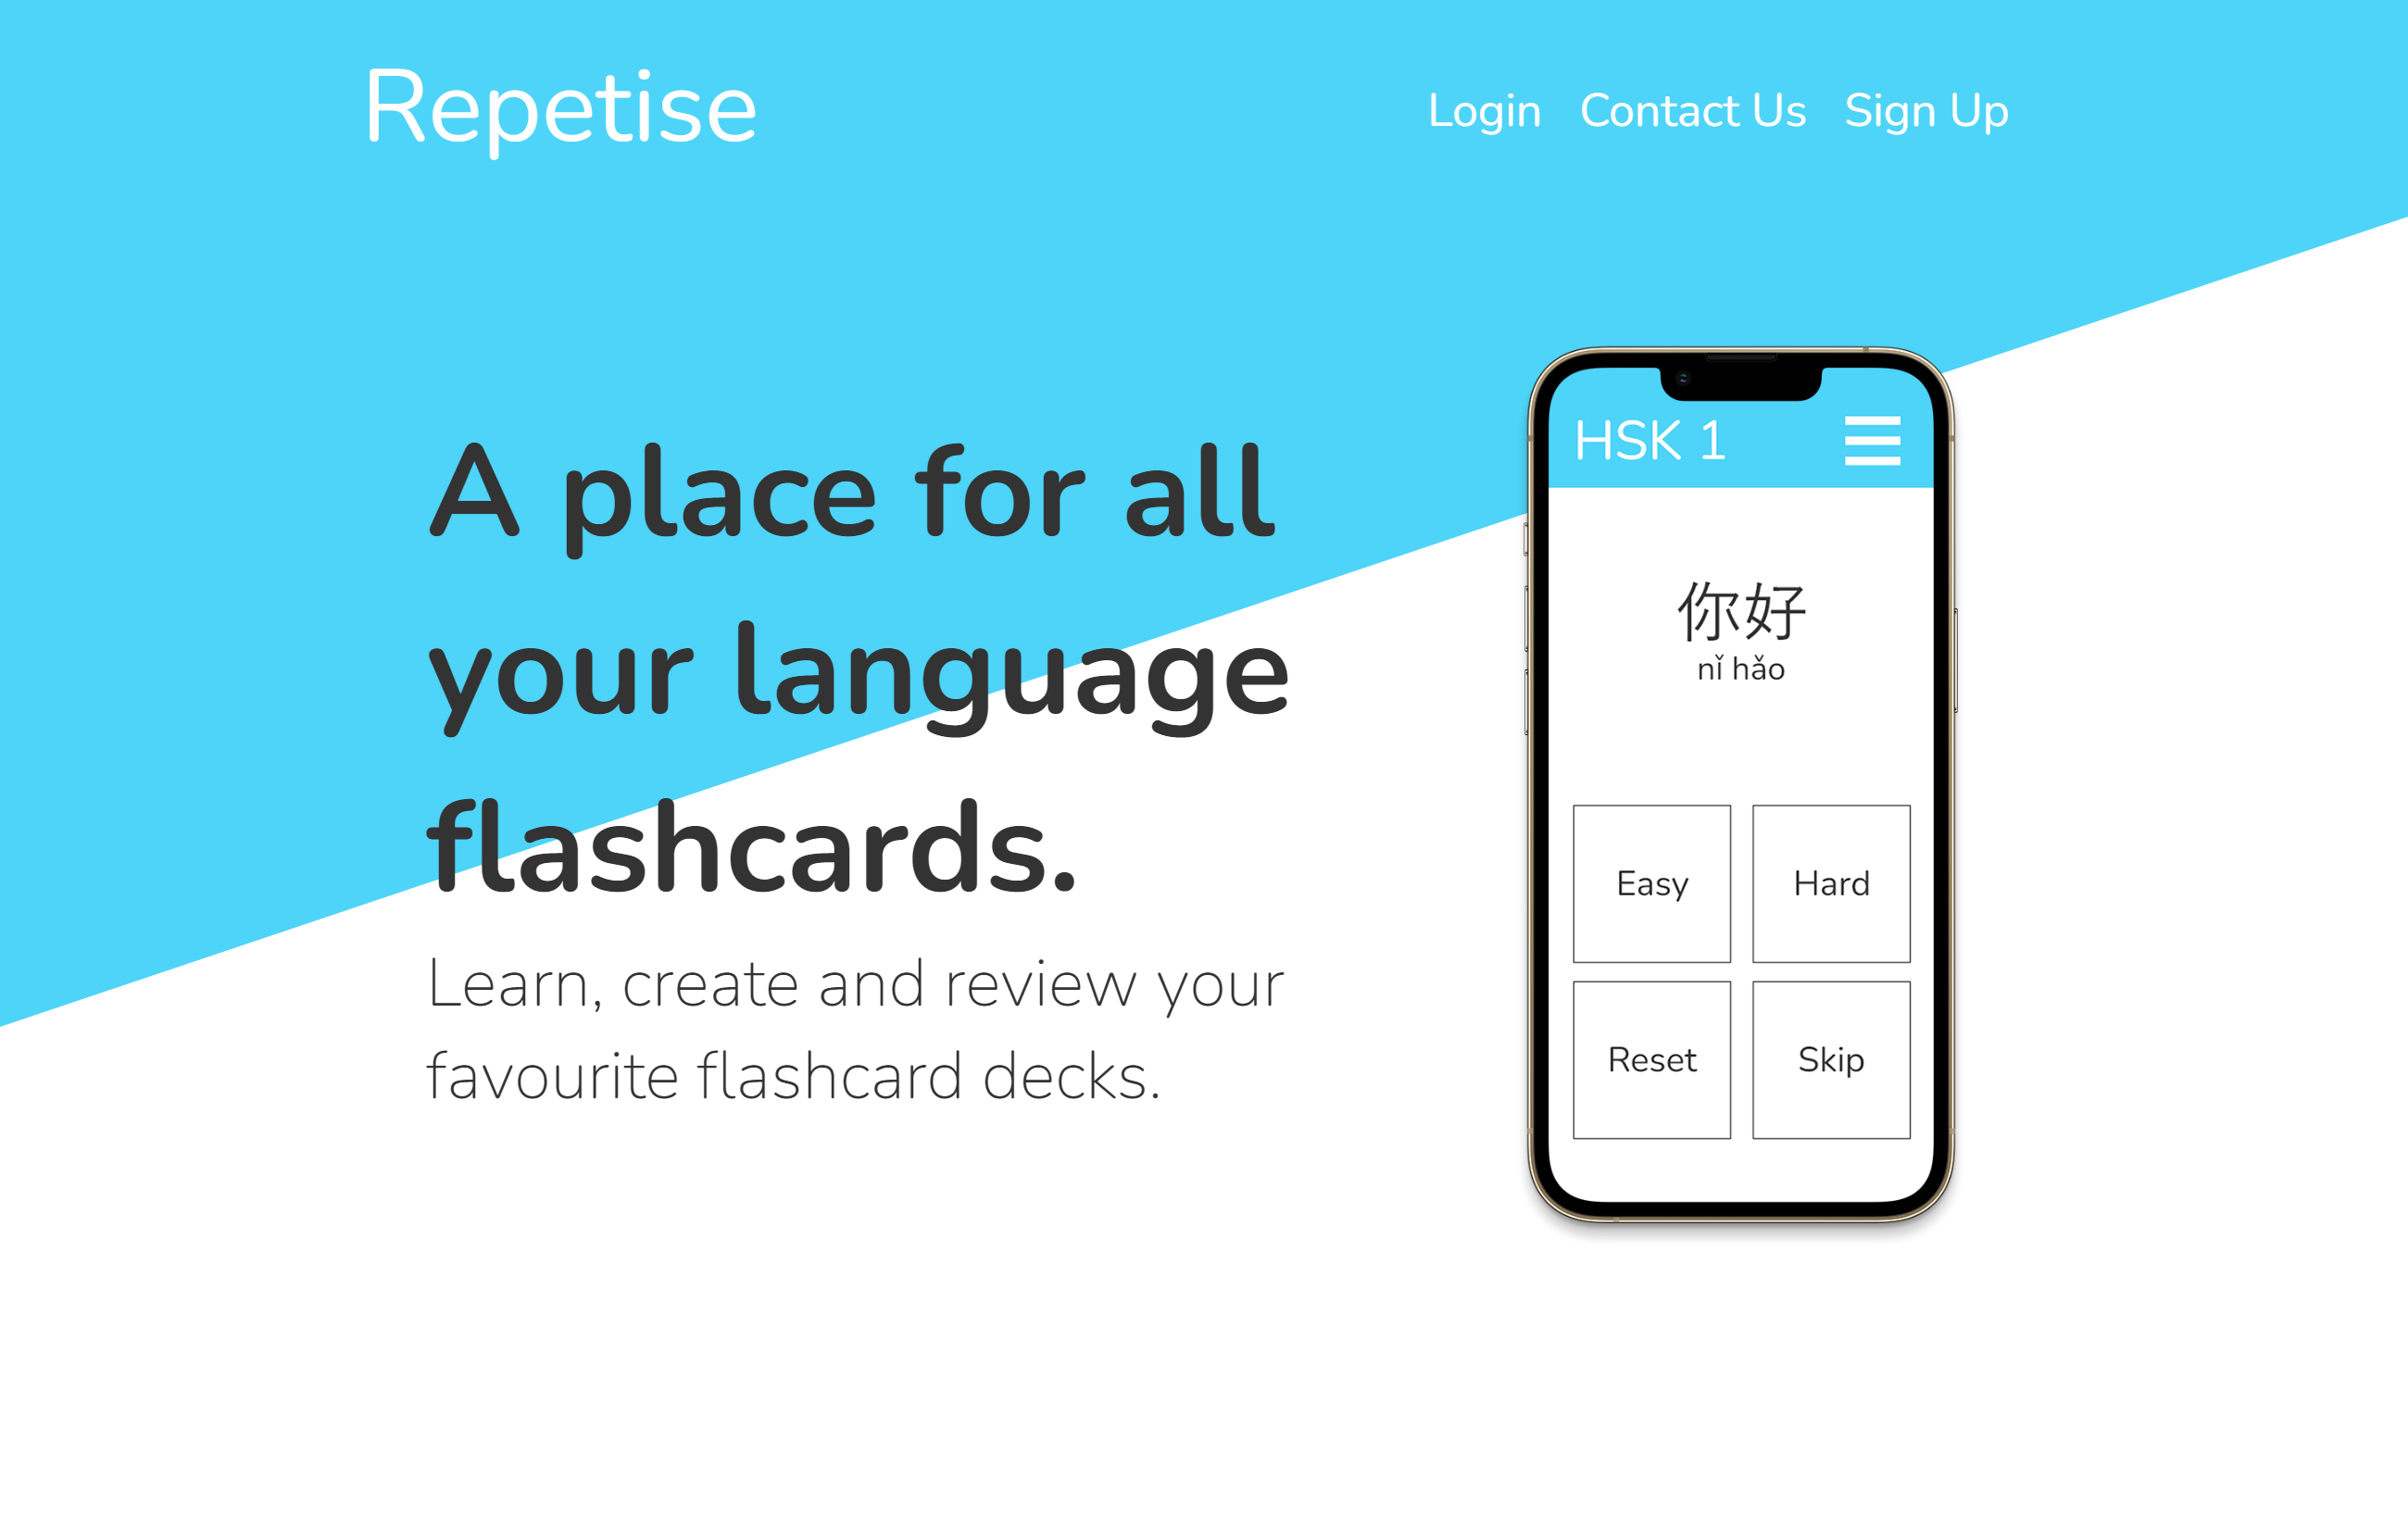 Repetise
Login Contact Us Sign Up
A place for all
your language
flashcards.
Learn, create and review your
favourite flashcard decks.
HSK 1
你好
nǐ hǎo
Easy Hard
Reset Skip